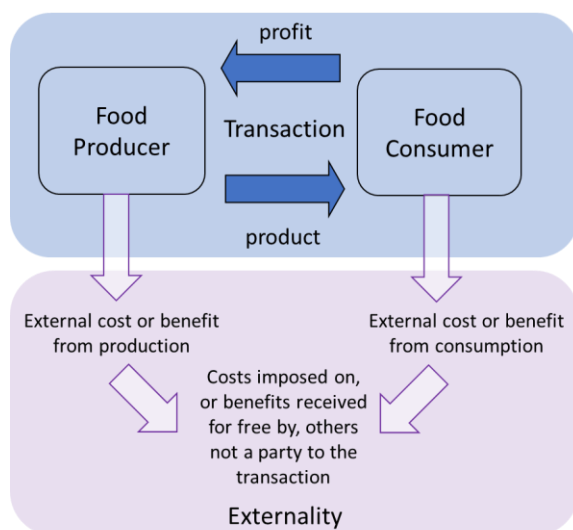 profit
Food
Producer
Transaction
Food
Consumer
product
External cost or benefit
from production
External cost or benefit
from consumption
Costs imposed on,
or benefits received
for free by, others
not a party to the
transaction
Externality